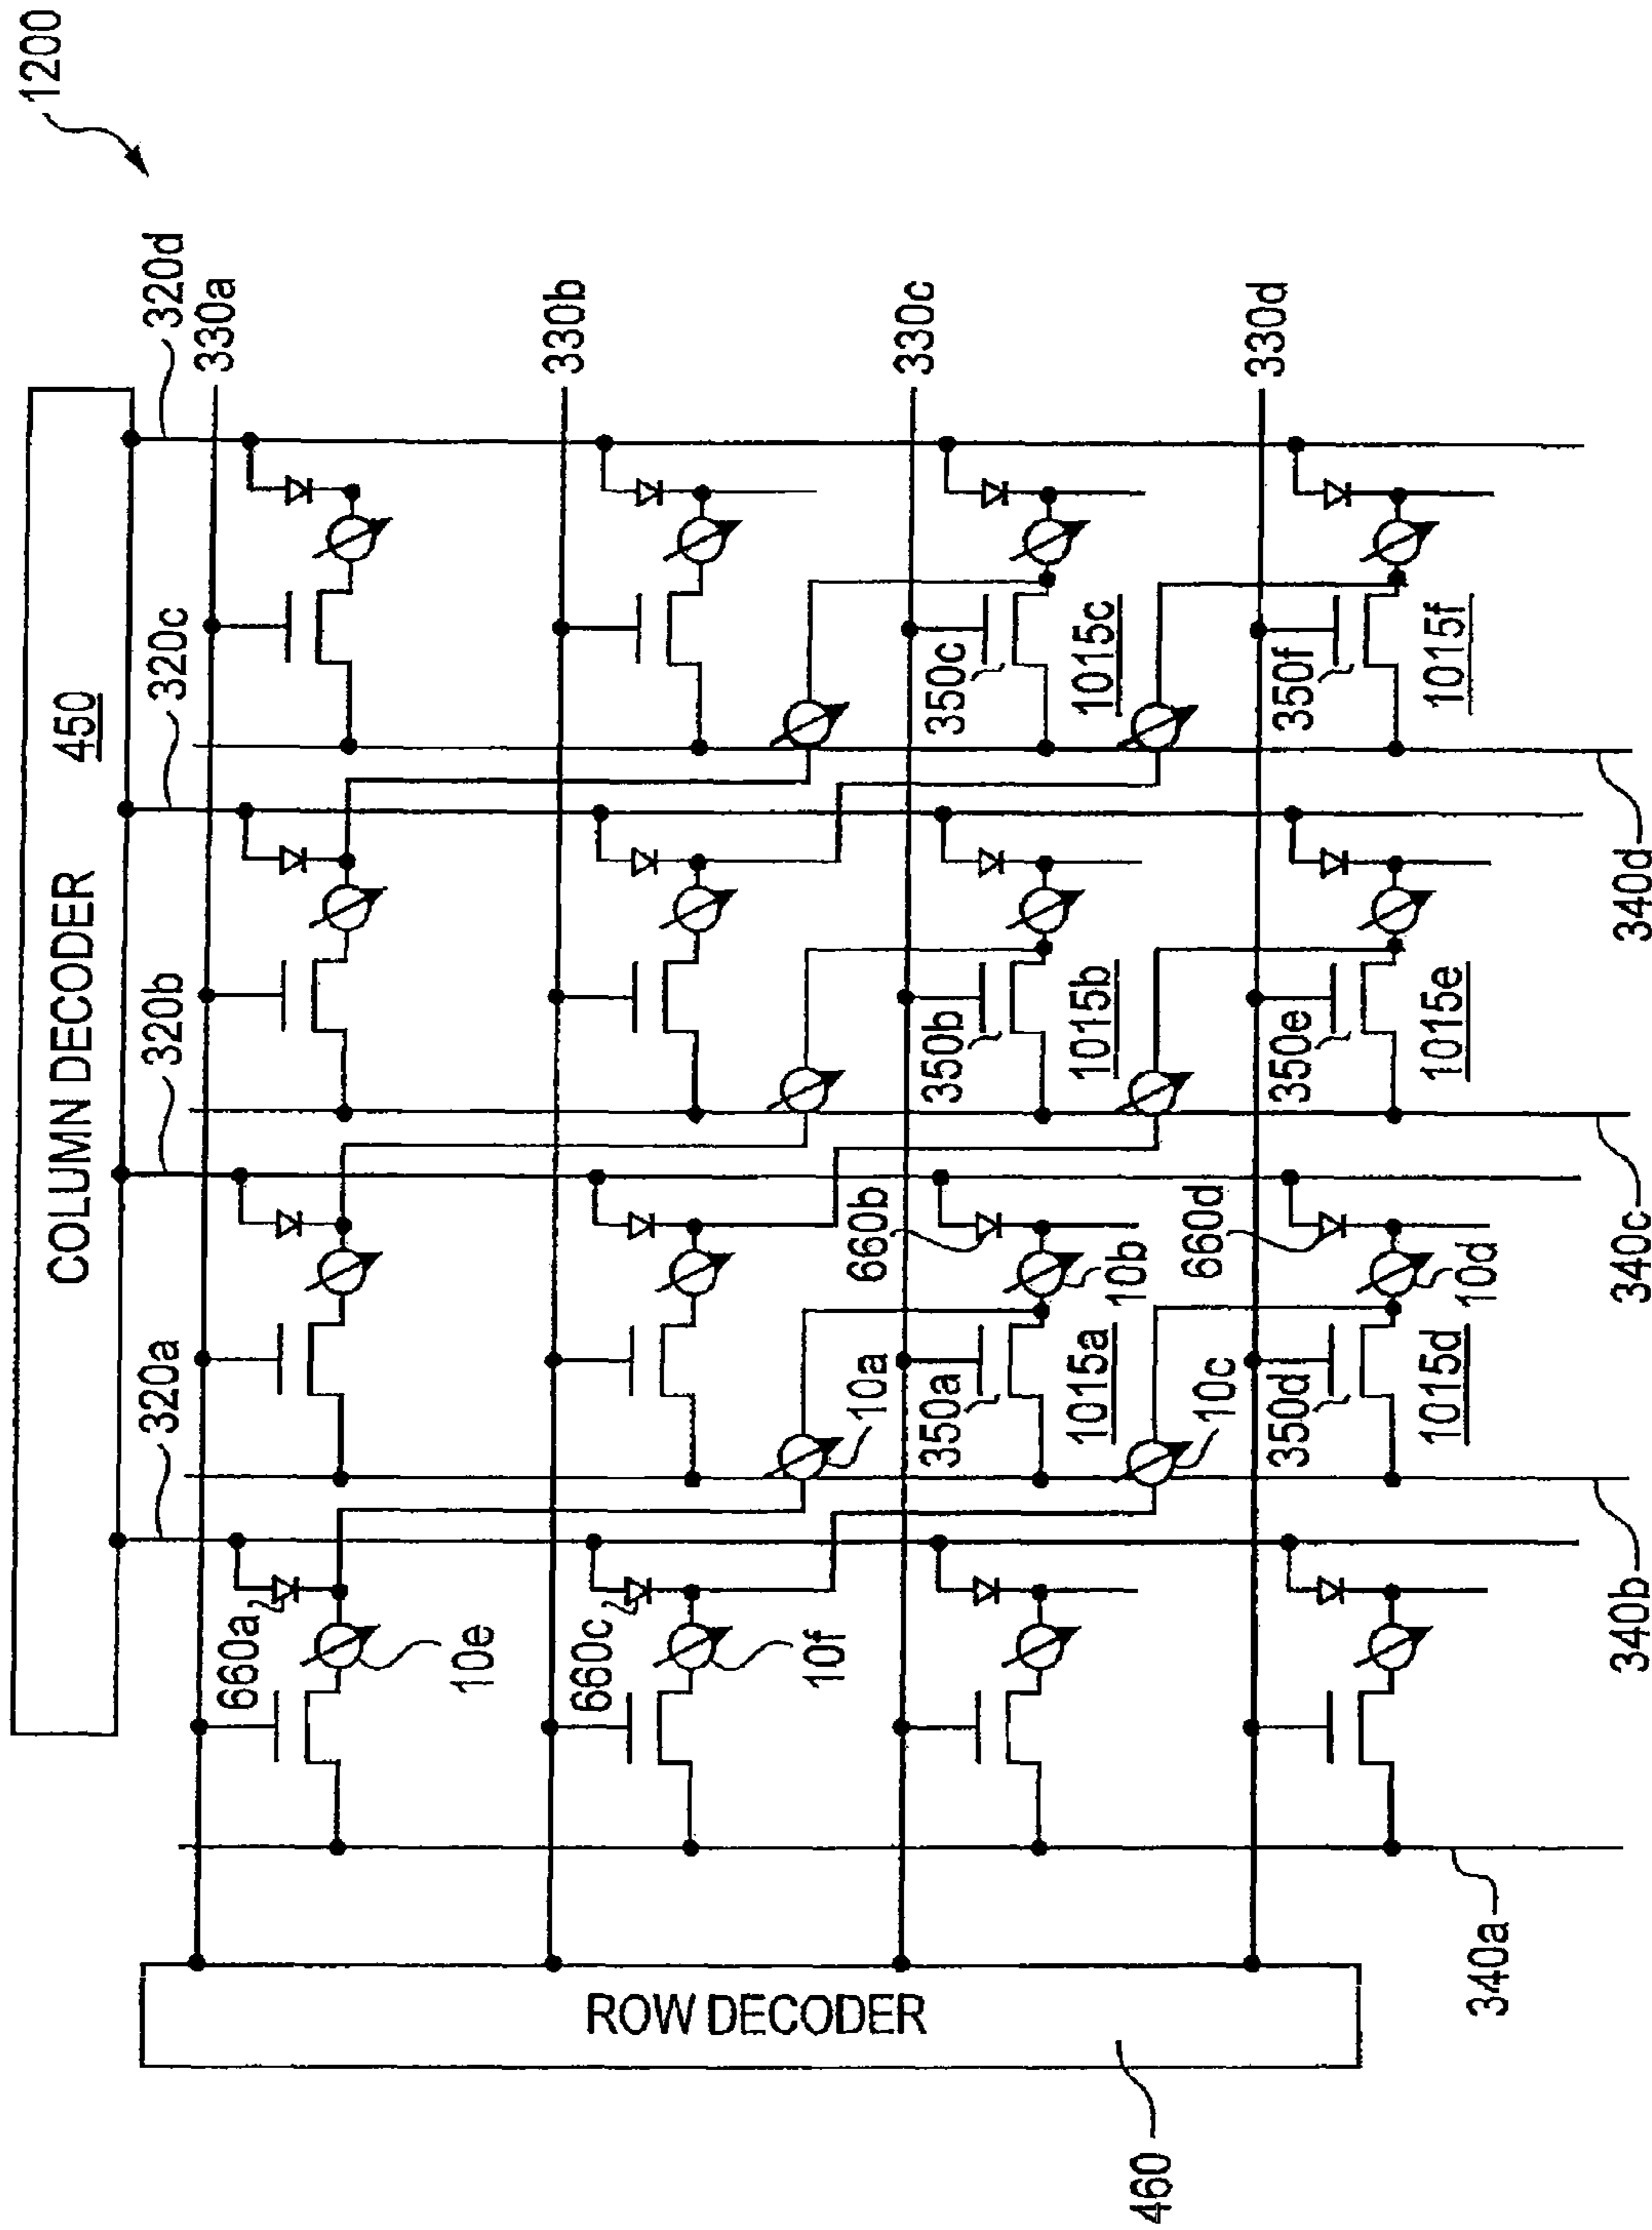 1200
COLUMN DECODER 450
320a
320b
320c
320d
330a
660a
10e
330b
660c
10f
10a
660b
330c
350a
1015a
10b
350b
1015b
350c
1015c
10c
660d
330d
350d
1015d
10d
350e
1015e
350f
1015f
ROW DECODER
460
340a
340b
340c
340d